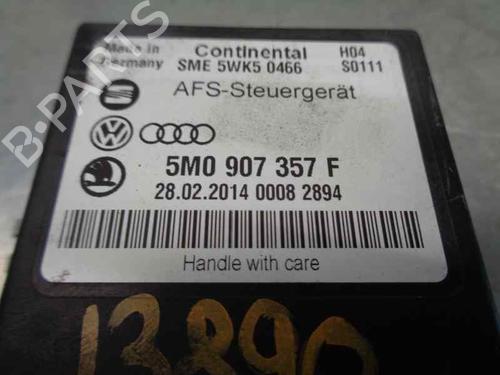 Made in Continental H04
Germany SME 5WK5 0466 S0111
AFS-Steuergerät
5M0 907 357 F
28.02.2014 0008 2894
Handle with care
13890
B-PARTS